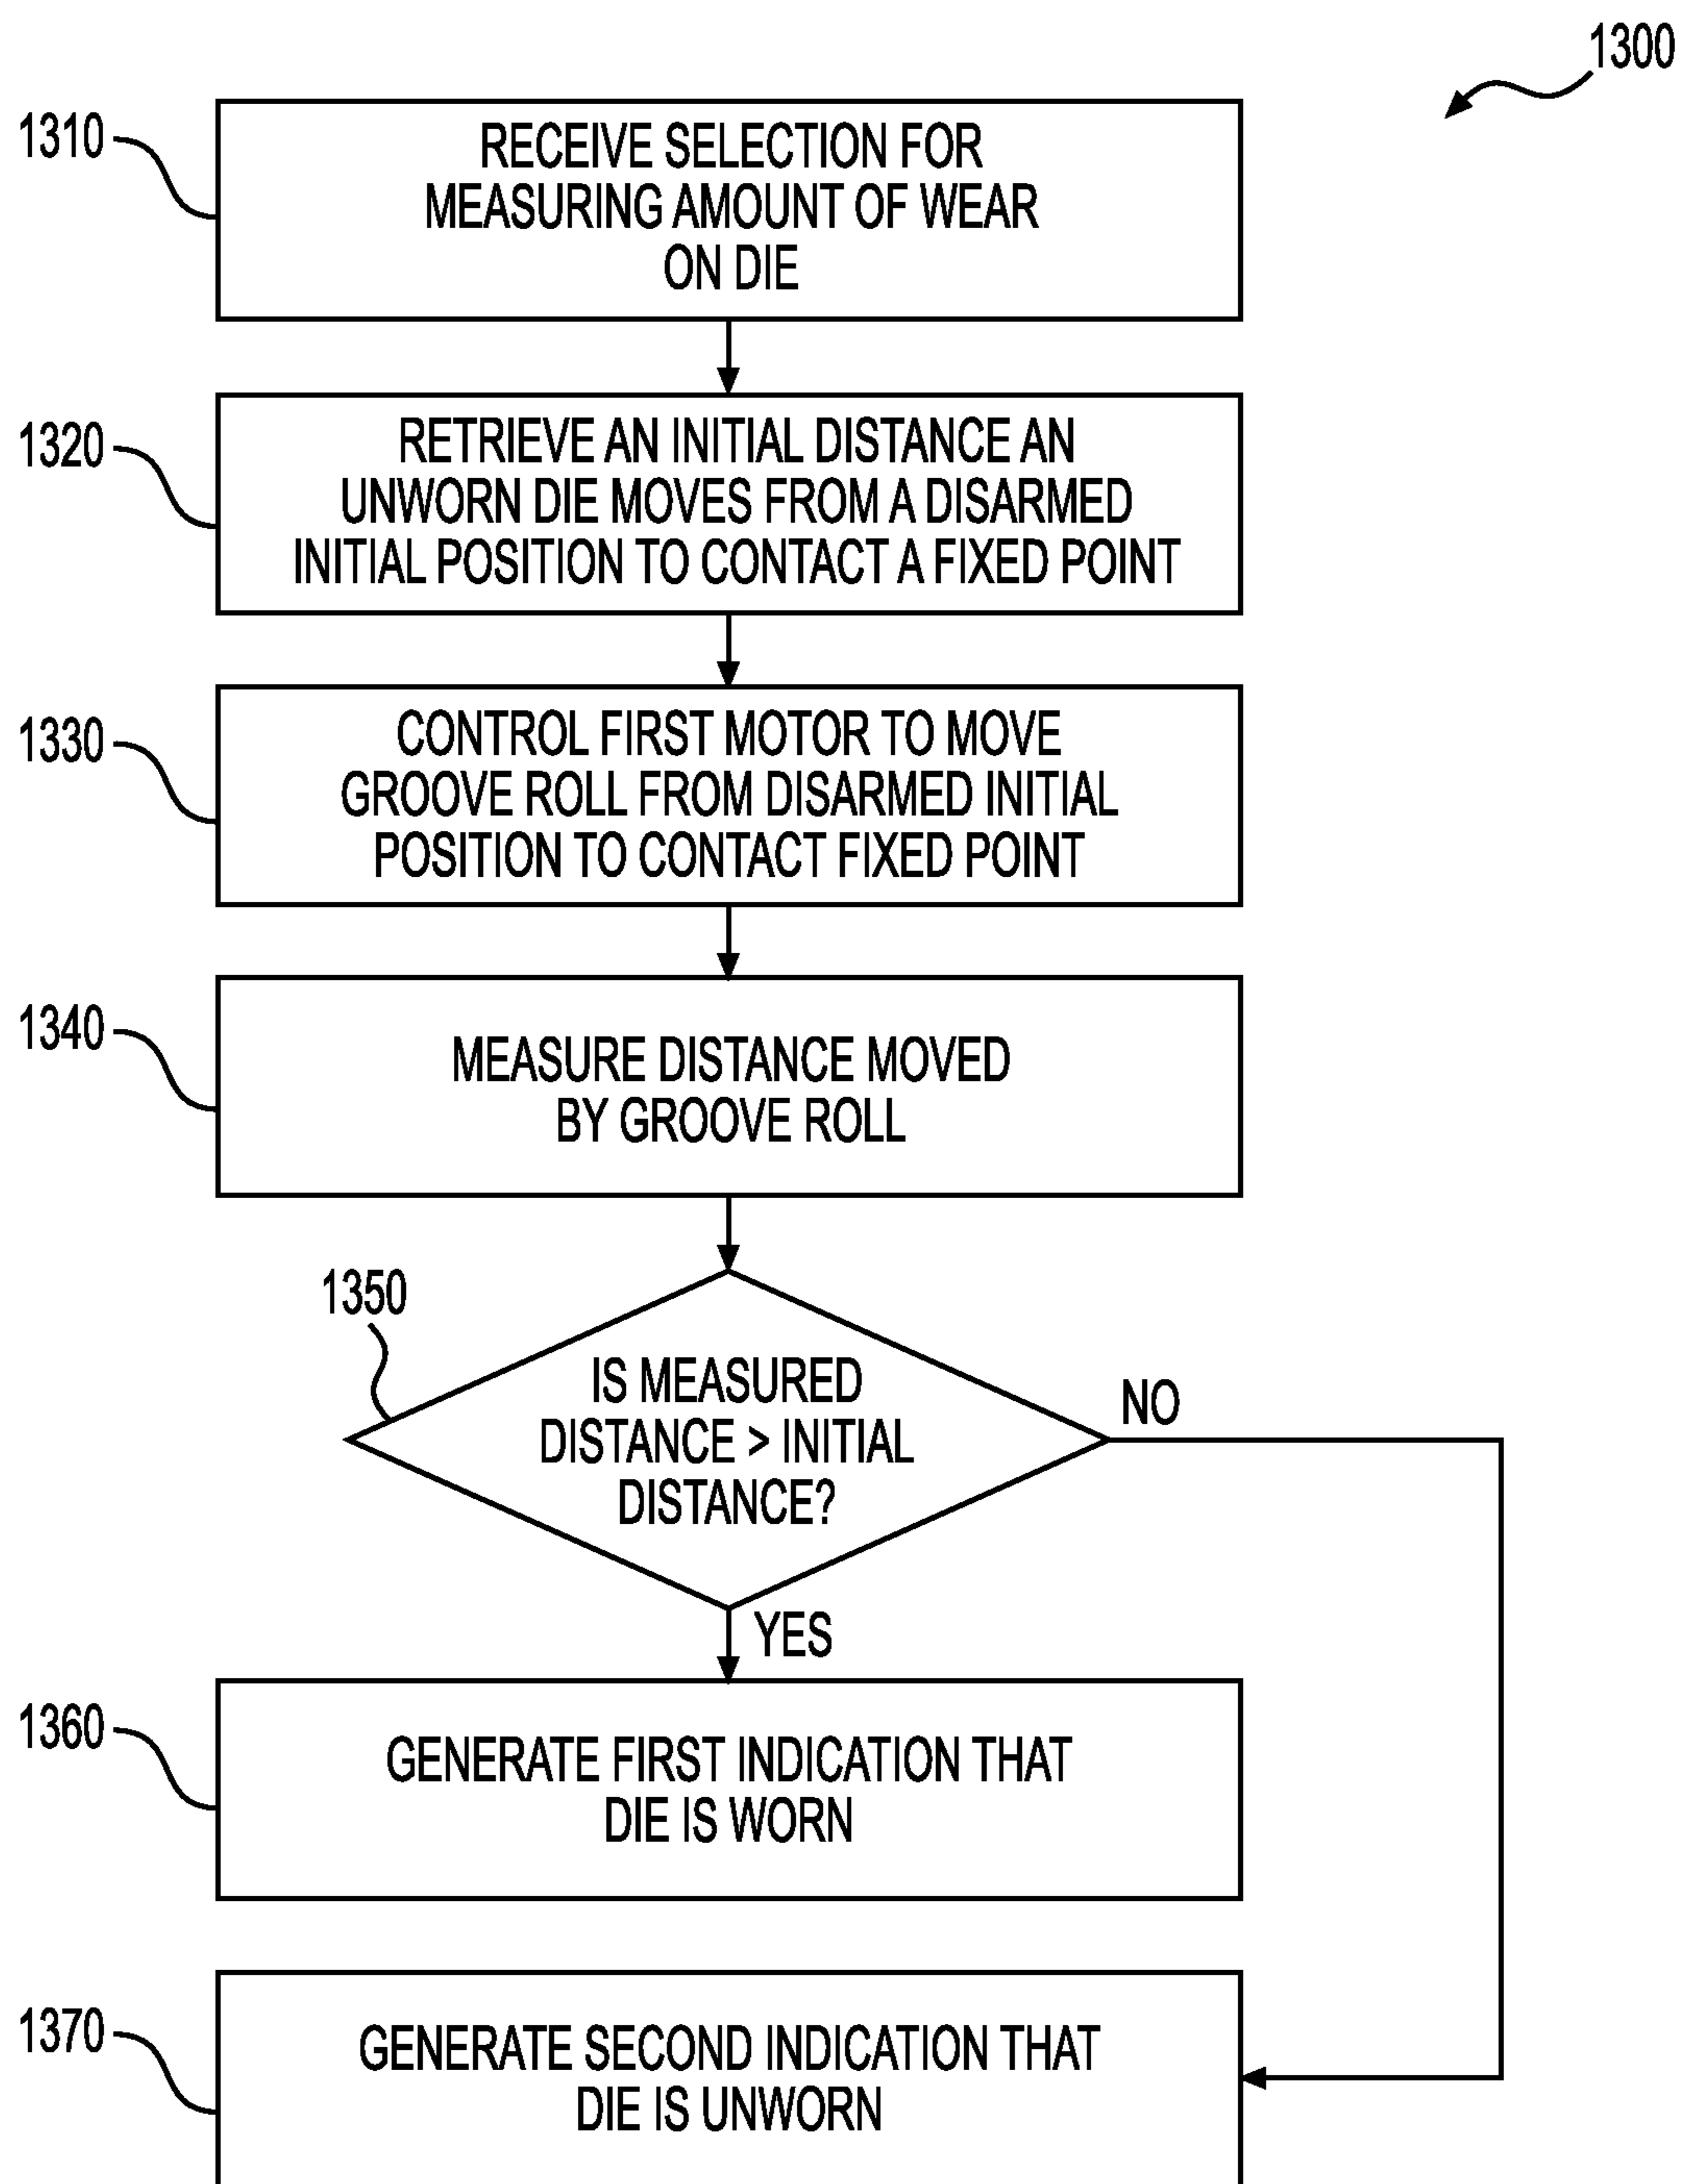 1300
1310
RECEIVE SELECTION FOR
MEASURING AMOUNT OF WEAR
ON DIE
1320
RETRIEVE AN INITIAL DISTANCE AN
UNWORN DIE MOVES FROM A DISARMED
INITIAL POSITION TO CONTACT A FIXED POINT
1330
CONTROL FIRST MOTOR TO MOVE
GROOVE ROLL FROM DISARMED INITIAL
POSITION TO CONTACT FIXED POINT
1340
MEASURE DISTANCE MOVED
BY GROOVE ROLL
1350
IS MEASURED
DISTANCE > INITIAL
DISTANCE?
NO
YES
1360
GENERATE FIRST INDICATION THAT
DIE IS WORN
1370
GENERATE SECOND INDICATION THAT
DIE IS UNWORN